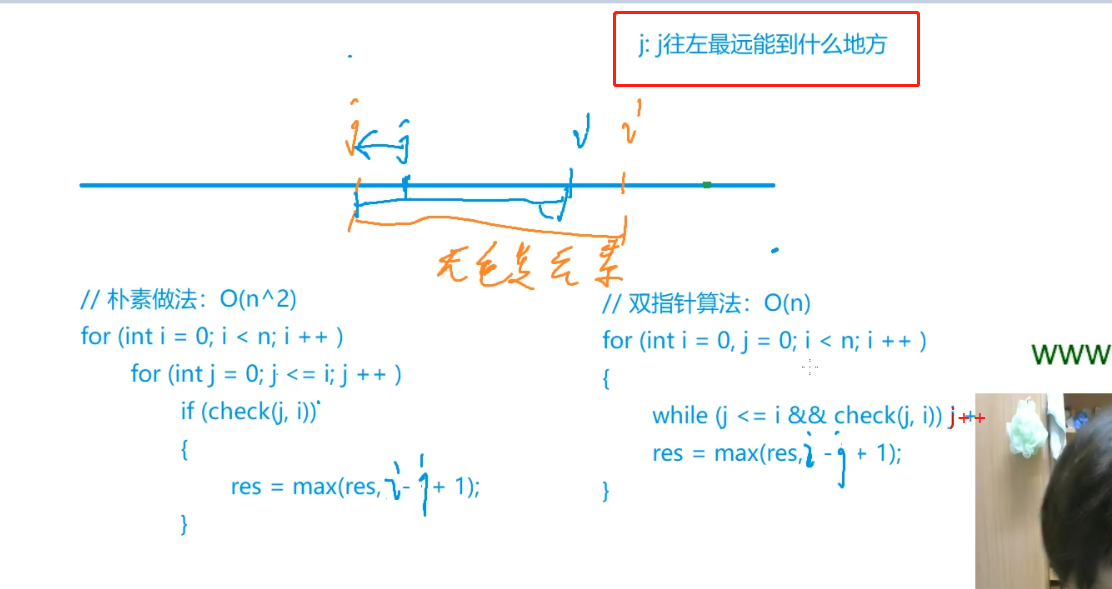 j: j往左最远能到什么地方
j j i i'
无重复元素
// 朴素做法：O(n^2)
for (int i = 0; i < n; i ++ )
for (int j = 0; j <= i; j ++ )
if (check(j, i))
{
res = max(res, i - j + 1);
}
// 双指针算法：O(n)
for (int i = 0, j = 0; i < n; i ++ )
{
while (j <= i && check(j, i)) j ++
res = max(res, i - j + 1);
}
www